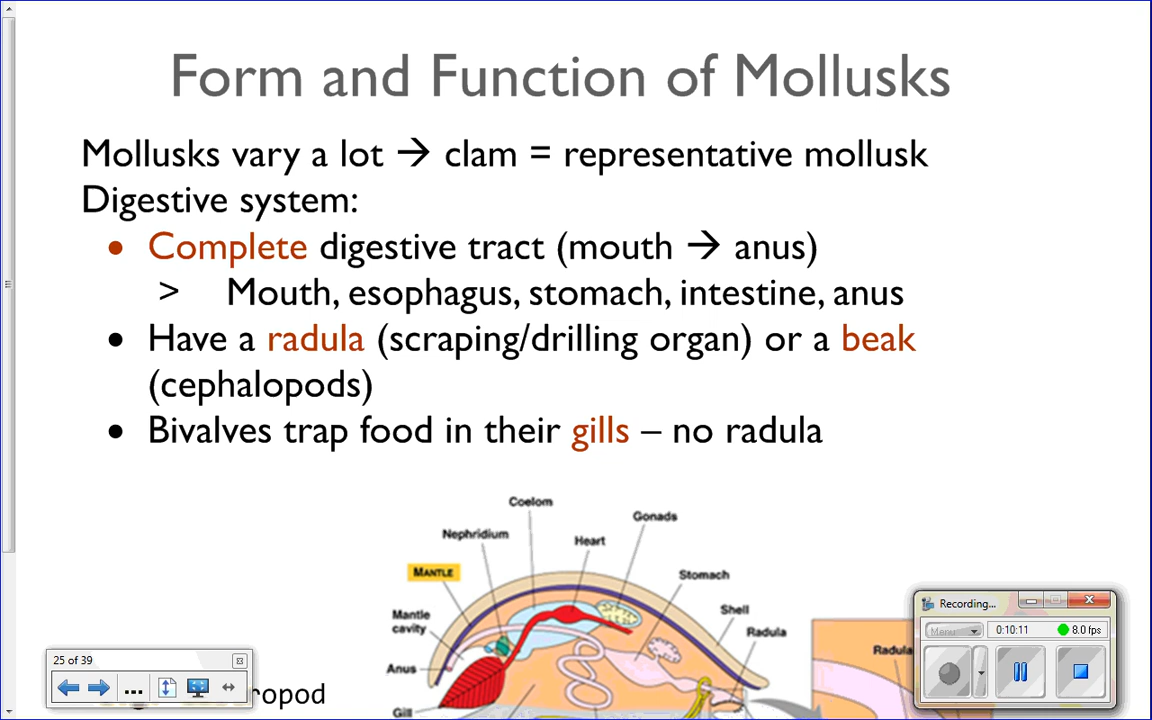 Form and Function of Mollusks
Mollusks vary a lot → clam = representative mollusk
Digestive system:
• Complete digestive tract (mouth → anus)
> Mouth, esophagus, stomach, intestine, anus
• Have a radula (scraping/drilling organ) or a beak
(cephalopods)
• Bivalves trap food in their gills – no radula
Coelom
Gonads
Nephridium
Heart
MANTLE
Stomach
Mantle
cavity
Shell
Radula
Anus
Radula
Gill
ropod
25 of 39
...
Recording...
Menu
0:10:11
8.0 fps